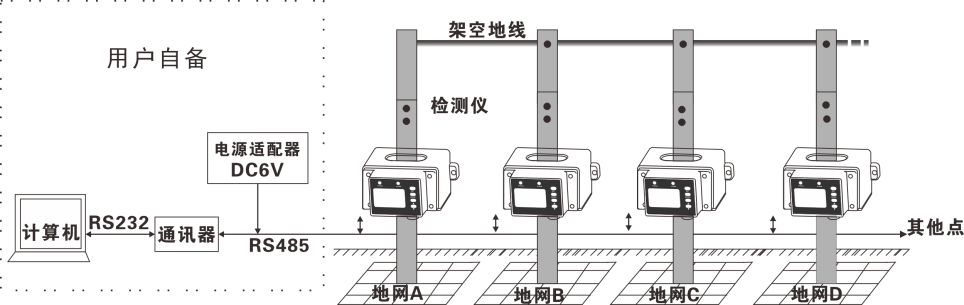 架空地线
用户自备
检测仪
电源适配器
DC6V
计算机
RS232
通讯器
RS485
其他点
地网A
地网B
地网C
地网D